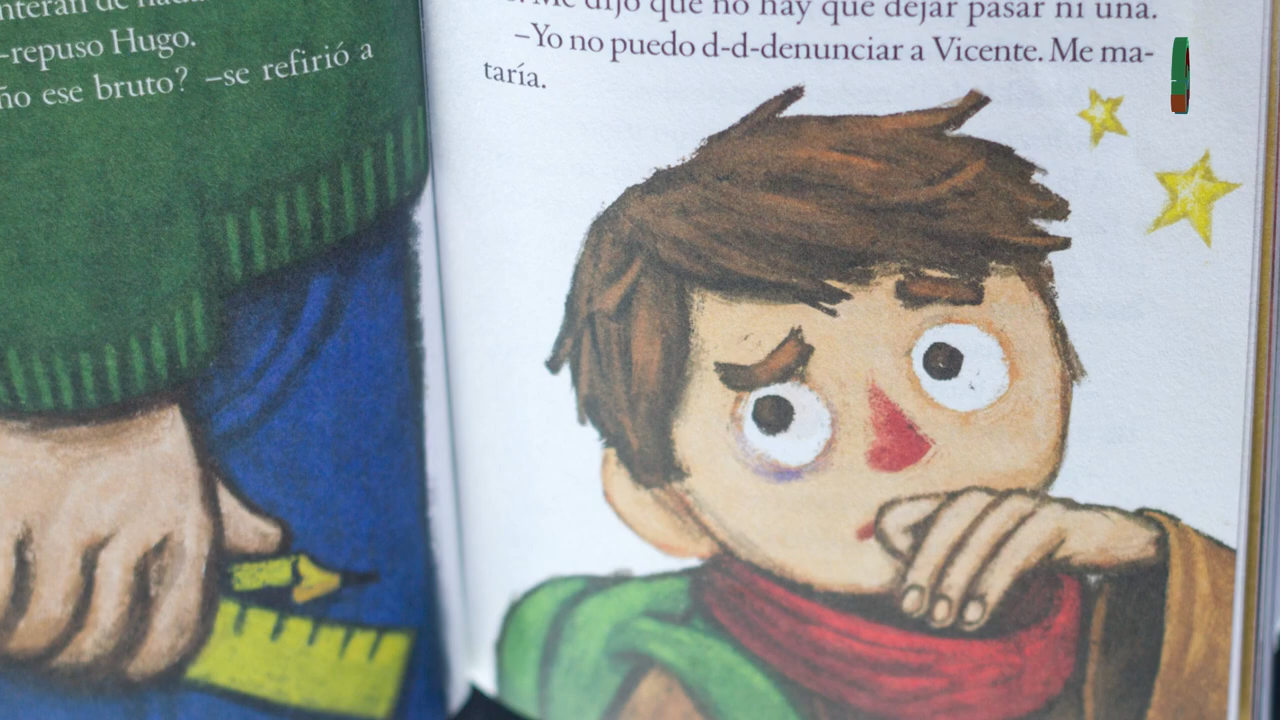 de
–repuso Hugo.
ese bruto? –se refirió a
Me dijo que no hay que dejar pasar ni una.
–Yo no puedo d-d-denunciar a Vicente. Me ma-
taría.